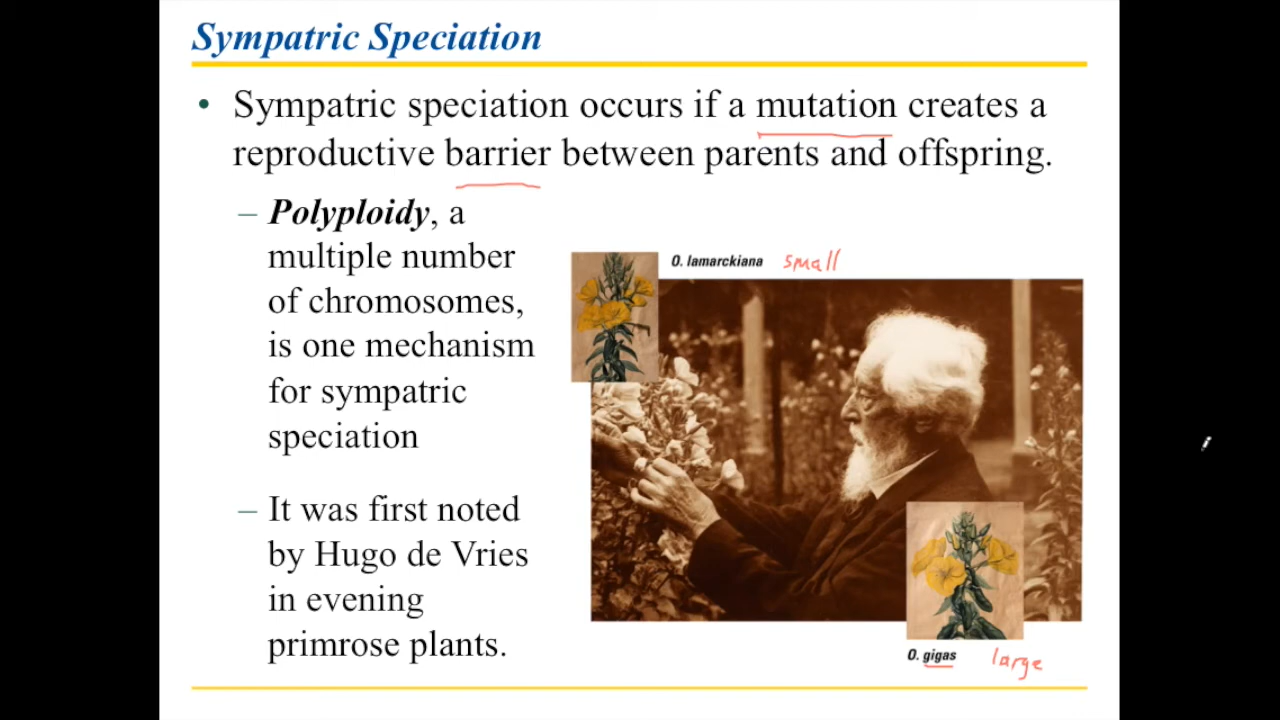 Sympatric Speciation
• Sympatric speciation occurs if a mutation creates a
reproductive barrier between parents and offspring.
– Polyploidy, a
multiple number
of chromosomes,
is one mechanism
for sympatric
speciation
– It was first noted
by Hugo de Vries
in evening
primrose plants.
O. lamarckiana small
O. gigas large